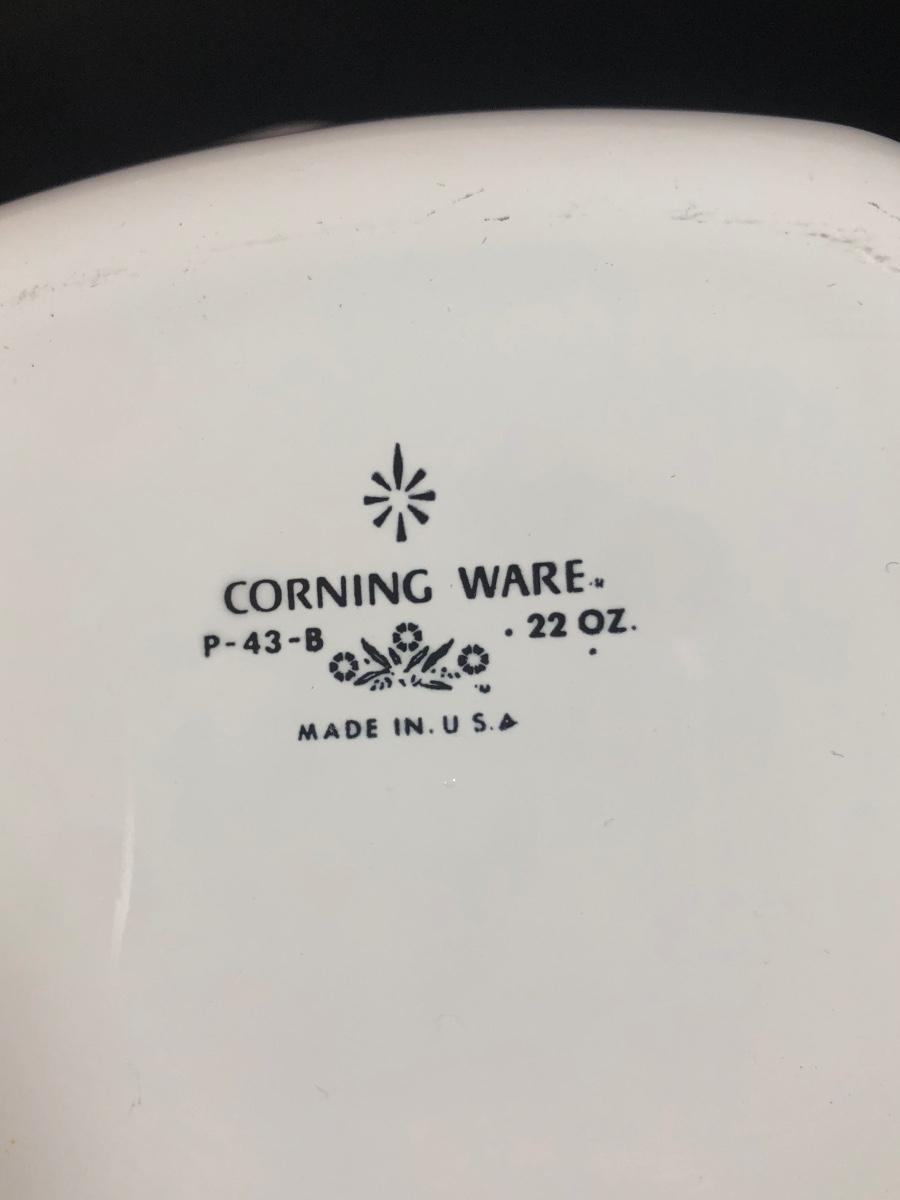 CORNING WARE
P-43-B · 22 OZ.
MADE IN. U S.A